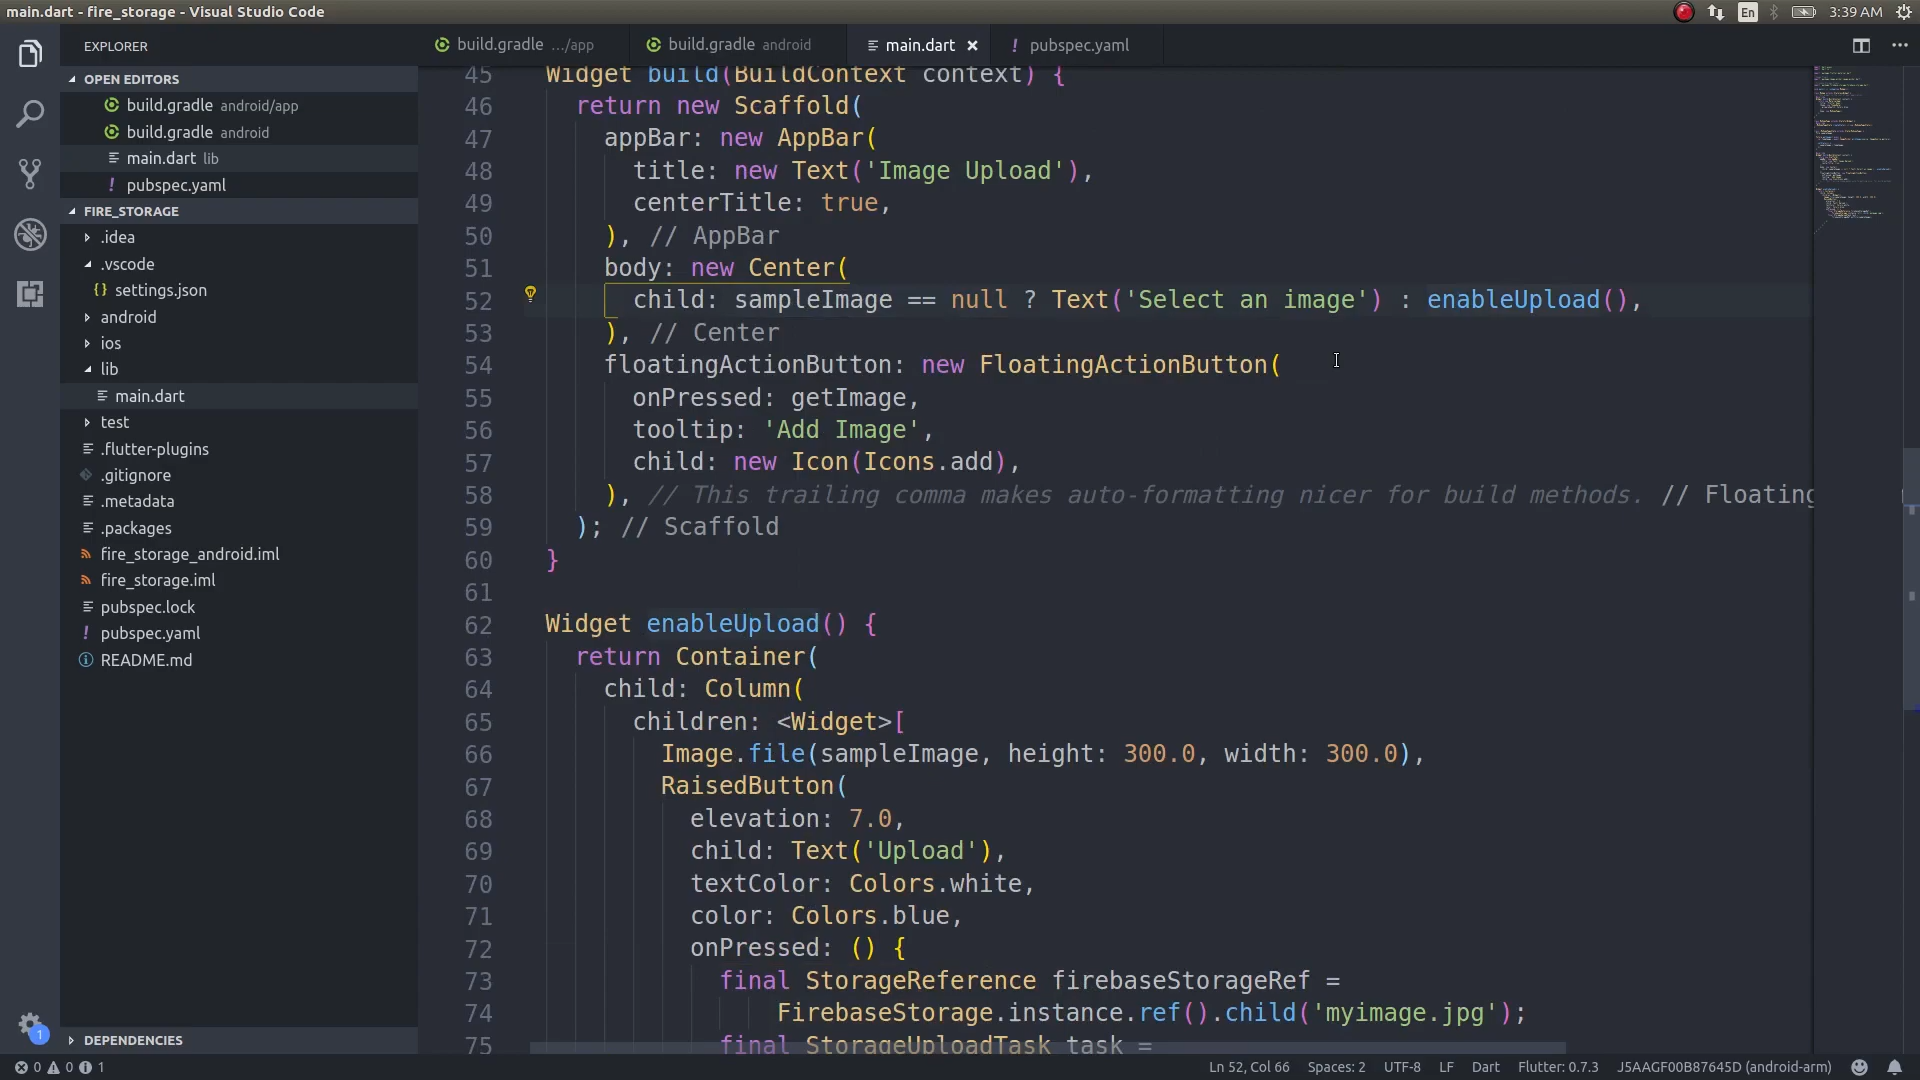 main.dart - fire_storage - Visual Studio Code
En
3:39 AM
EXPLORER
OPEN EDITORS
build.gradle android/app
build.gradle android
main.dart lib
pubspec.yaml
FIRE_STORAGE
.idea
.vscode
{} settings.json
android
ios
lib
main.dart
test
.flutter-plugins
.gitignore
.metadata
.packages
fire_storage_android.iml
fire_storage.iml
pubspec.lock
! pubspec.yaml
README.md
DEPENDENCIES
1
build.gradle .../app
build.gradle android
main.dart
! pubspec.yaml
45 Widget build(BuildContext context) {
46 return new Scaffold(
47 appBar: new AppBar(
48 title: new Text('Image Upload'),
49 centerTitle: true,
50 ), // AppBar
51 body: new Center(
52 child: sampleImage == null ? Text('Select an image') : enableUpload(),
53 ), // Center
54 floatingActionButton: new FloatingActionButton(
55 onPressed: getImage,
56 tooltip: 'Add Image',
57 child: new Icon(Icons.add),
58 ), // This trailing comma makes auto-formatting nicer for build methods. // Floating
59 ); // Scaffold
60 }
61
62 Widget enableUpload() {
63 return Container(
64 child: Column(
65 children: <Widget>[
66 Image.file(sampleImage, height: 300.0, width: 300.0),
67 RaisedButton(
68 elevation: 7.0,
69 child: Text('Upload'),
70 textColor: Colors.white,
71 color: Colors.blue,
72 onPressed: () {
73 final StorageReference firebaseStorageRef =
74 FirebaseStorage.instance.ref().child('myimage.jpg');
75 final StorageUploadTask task =
0 0 1
Ln 52, Col 66 Spaces: 2 UTF-8 LF Dart Flutter: 0.7.3 J5AAGF00B87645D (android-arm)